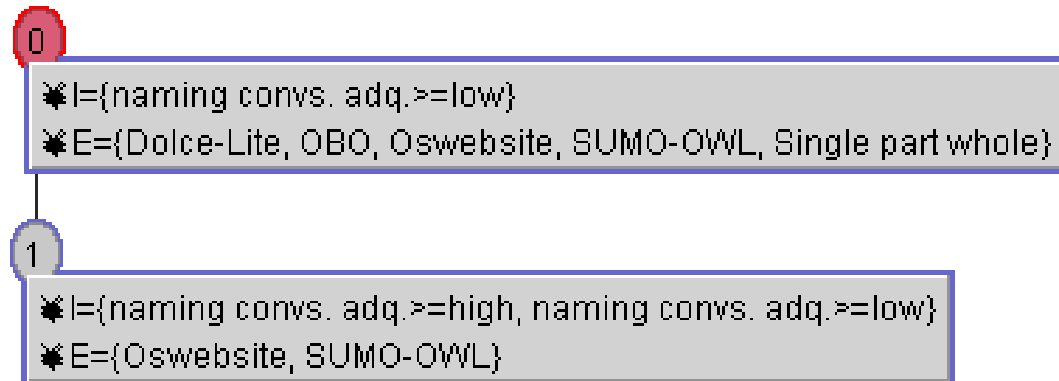 0
I={naming convs. adq.>=low}
E={Dolce-Lite, OBO, Oswebsite, SUMO-OWL, Single part whole}
1
I={naming convs. adq.>=high, naming convs. adq.>=low}
E={Oswebsite, SUMO-OWL}